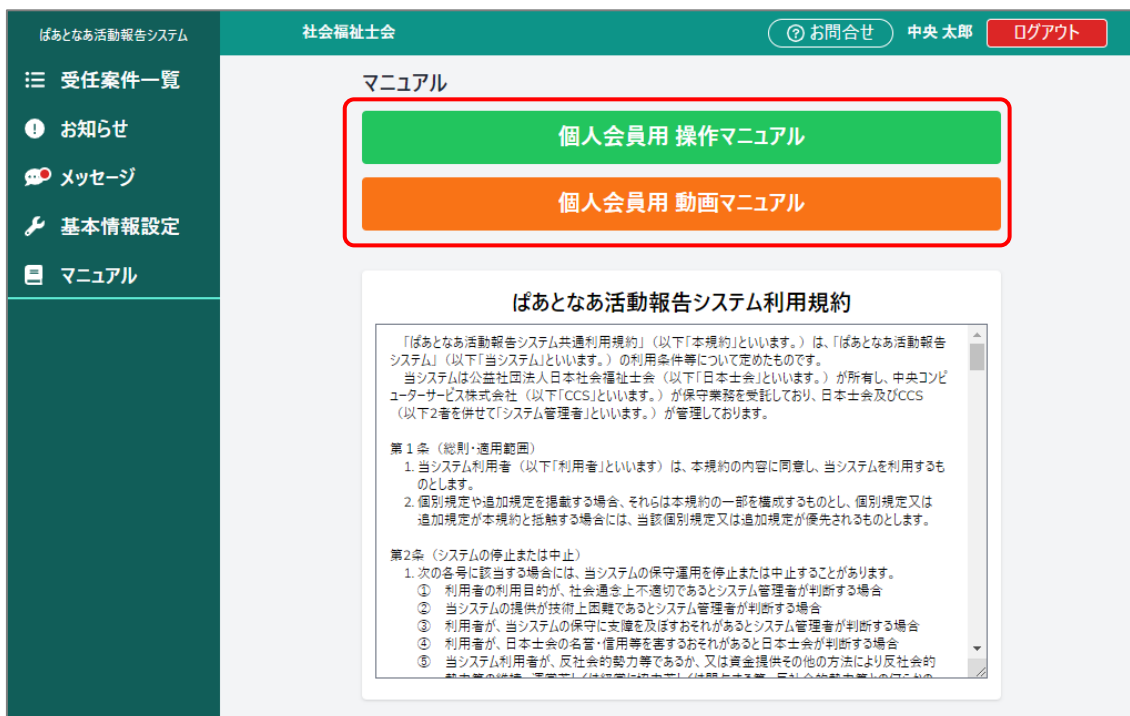 ぱあとなあ活動報告システム
社会福祉士会
お問合せ
中央 太郎
ログアウト
受任案件一覧
お知らせ
メッセージ
基本情報設定
マニュアル
マニュアル
個人会員用 操作マニュアル
個人会員用 動画マニュアル
ぱあとなあ活動報告システム利用規約
「ぱあとなあ活動報告システム共通利用規約」（以下「本規約」といいます。）は、「ぱあとなあ活動報告
システム」（以下「当システム」といいます。）の利用条件等について定めたものです。
当システムは公益社団法人日本社会福祉士会（以下「日本士会」といいます。）が所有し、中央コンピ
ューターサービス株式会社（以下「CCS」といいます。）が保守業務を受託しており、日本士会及びCCS
（以下2者を併せて「システム管理者」といいます。）が管理しております。
第１条（総則・適用範囲）
1. 当システム利用者（以下「利用者」といいます）は、本規約の内容に同意し、当システムを利用するも
のとします。
2. 個別規定や追加規定を掲載する場合、それらは本規約の一部を構成するものとし、個別規定又は
追加規定が本規約と抵触する場合には、当該個別規定又は追加規定が優先されるものとします。
第2条（システムの停止または中止）
1. 次の各号に該当する場合には、当システムの保守運用を停止または中止することがあります。
① 利用者の利用目的が、社会通念上不適切であるとシステム管理者が判断する場合
② 当システムの提供が技術上困難であるとシステム管理者が判断する場合
③ 利用者が、当システムの保守に支障を及ぼすおそれがあるとシステム管理者が判断する場合
④ 利用者が、日本士会の名誉・信用等を害するおそれがあると日本士会が判断する場合
⑤ 当システム利用者が、反社会的勢力等であるか、又は資金提供その他の方法により反社会的